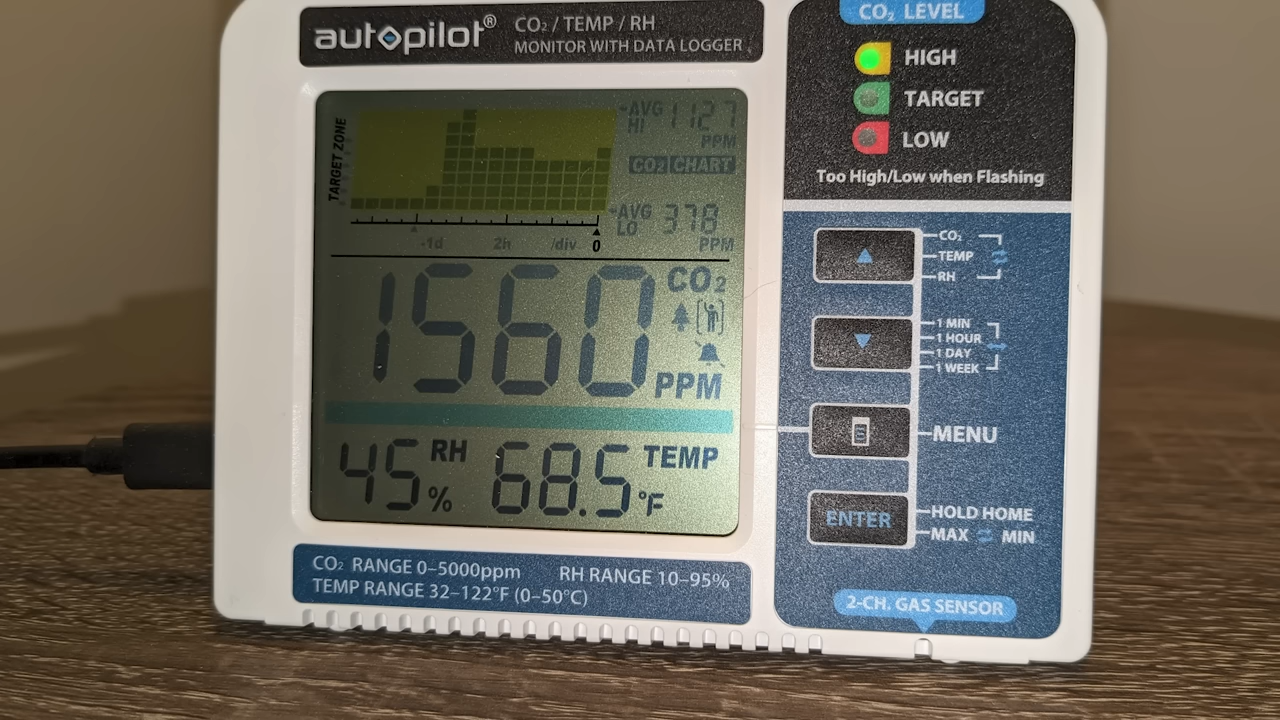 autopilot®
CO₂ / TEMP / RH
MONITOR WITH DATA LOGGER
TARGET ZONE
AVG
HI
1127
PPM
CO₂ CHART
AVG
LO
378
PPM
-1d 2h /div 0
1560
CO₂
PPM
45% RH
68.5°F TEMP
CO₂ RANGE 0–5000ppm RH RANGE 10–95%
TEMP RANGE 32–122°F (0–50°C)
CO₂ LEVEL
HIGH
TARGET
LOW
Too High/Low when Flashing
CO₂
TEMP
RH
1 MIN
1 HOUR
1 DAY
1 WEEK
MENU
ENTER
HOLD HOME
MAX MIN
2-CH. GAS SENSOR